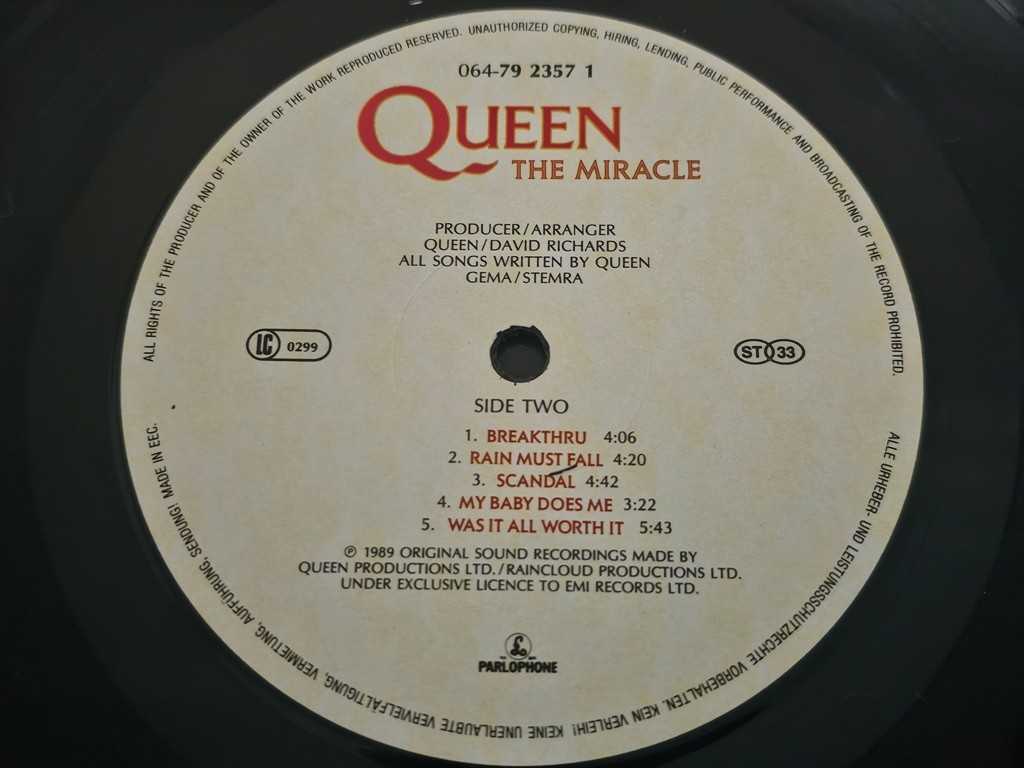 ALL RIGHTS OF THE PRODUCER AND OF THE OWNER OF THE WORK REPRODUCED RESERVED. UNAUTHORIZED COPYING, HIRING, LENDING, PUBLIC PERFORMANCE AND BROADCASTING OF THE RECORD PROHIBITED.
064-79 2357 1
QUEEN
THE MIRACLE
PRODUCER/ARRANGER
QUEEN/DAVID RICHARDS
ALL SONGS WRITTEN BY QUEEN
GEMA/STEMRA
LC 0299
ST 33
SIDE TWO
1. BREAKTHRU 4:06
2. RAIN MUST FALL 4:20
3. SCANDAL 4:42
4. MY BABY DOES ME 3:22
5. WAS IT ALL WORTH IT 5:43
℗ 1989 ORIGINAL SOUND RECORDINGS MADE BY
QUEEN PRODUCTIONS LTD./RAINCLOUD PRODUCTIONS LTD.
UNDER EXCLUSIVE LICENCE TO EMI RECORDS LTD.
£
PARLOPHONE
ALLE URHEBER- UND LEISTUNGSSCHUTZRECHTE VORBEHALTEN. KEIN VERLEIH! KEINE UNERLAUBTE VERVIELFÄLTIGUNG, VERMIETUNG, AUFFÜHRUNG, SENDUNG! MADE IN EEC.